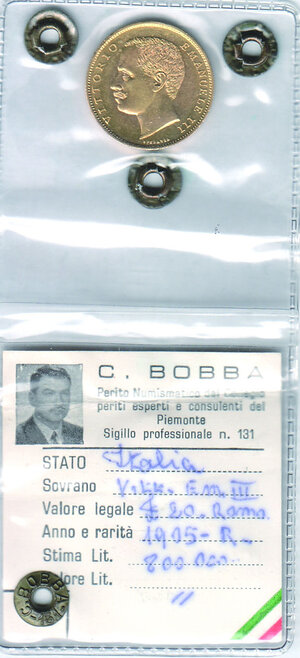 VITTORIO EMANUELE III
C. BOBBA
Perito Numismatico del Collegio
periti esperti e consulenti del
Piemonte
Sigillo professionale n. 131
STATO Italia
Sovrano Vitt. Em. III
Valore legale £ 20. Roma
Anno e rarità 1905 - R.
Stima Lit. 800 000
lore Lit. "
BOBBA